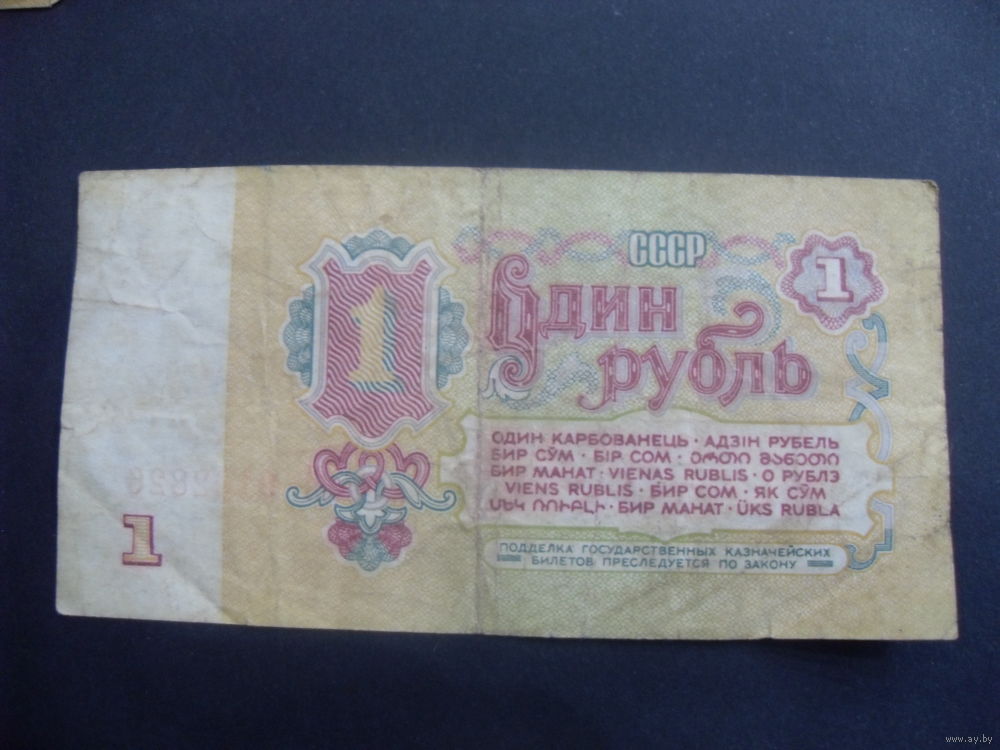 СССР
1
1
Один
рубль
ОДИН КАРБОВАНЕЦЬ · АДЗІН РУБЕЛЬ
БИР СЎМ · БІР СОМ · ᲔᲠᲗᲘ ᲛᲐᲜᲔᲗᲘ
БИР МАНАТ · VIENAS RUBLIS · О РУБЛЭ
VIENS RUBLIS · БИР СОМ · ЯК СЎМ
ՄԵԿ ՌՈՒԲԼԻ · БИР МАНАТ · ÜKS RUBLA
1
ПОДДЕЛКА ГОСУДАРСТВЕННЫХ КАЗНАЧЕЙСКИХ
БИЛЕТОВ ПРЕСЛЕДУЕТСЯ ПО ЗАКОНУ
www.ay.by